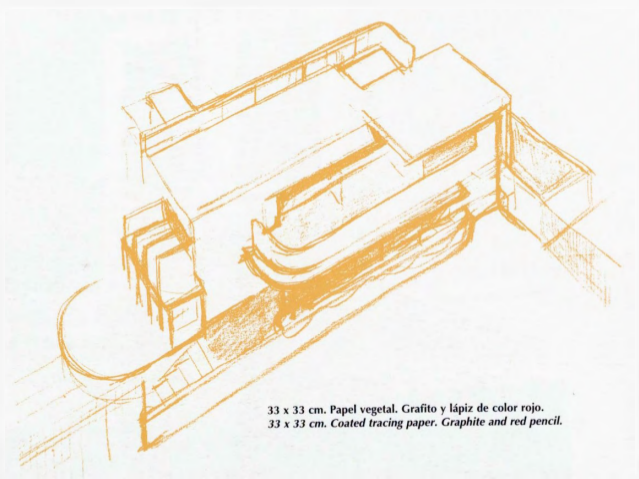 33 x 33 cm. Papel vegetal. Grafito y lápiz de color rojo.
33 x 33 cm. Coated tracing paper. Graphite and red pencil.